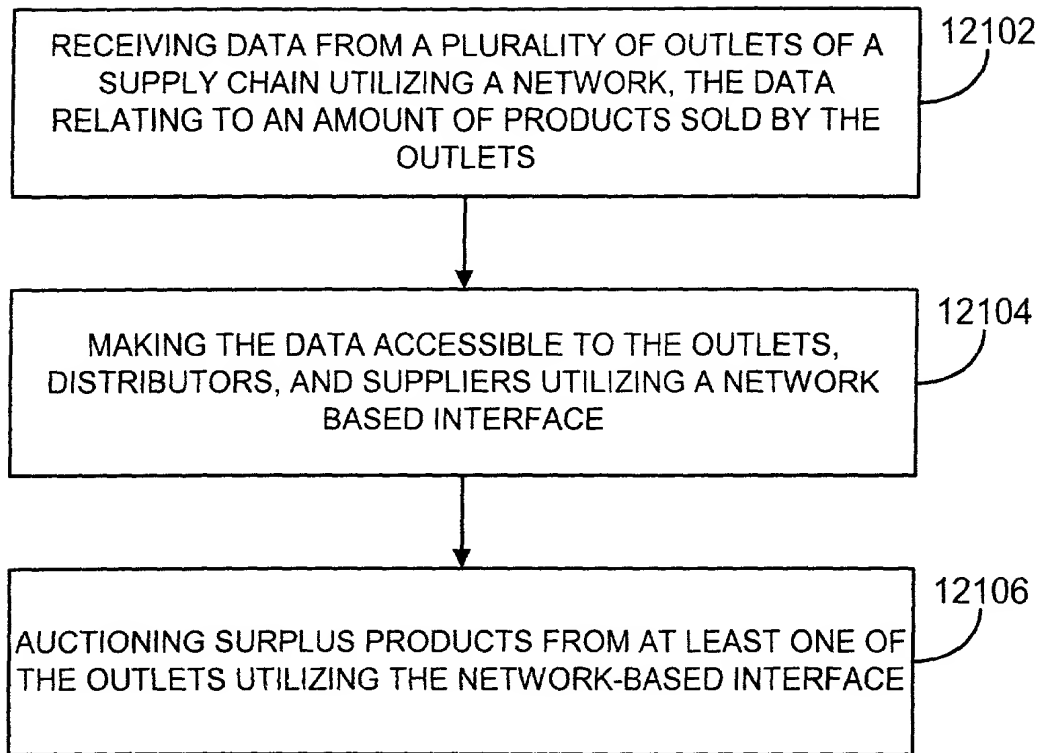 RECEIVING DATA FROM A PLURALITY OF OUTLETS OF A
SUPPLY CHAIN UTILIZING A NETWORK, THE DATA
RELATING TO AN AMOUNT OF PRODUCTS SOLD BY THE
OUTLETS
12102
MAKING THE DATA ACCESSIBLE TO THE OUTLETS,
DISTRIBUTORS, AND SUPPLIERS UTILIZING A NETWORK
BASED INTERFACE
12104
AUCTIONING SURPLUS PRODUCTS FROM AT LEAST ONE OF
THE OUTLETS UTILIZING THE NETWORK-BASED INTERFACE
12106